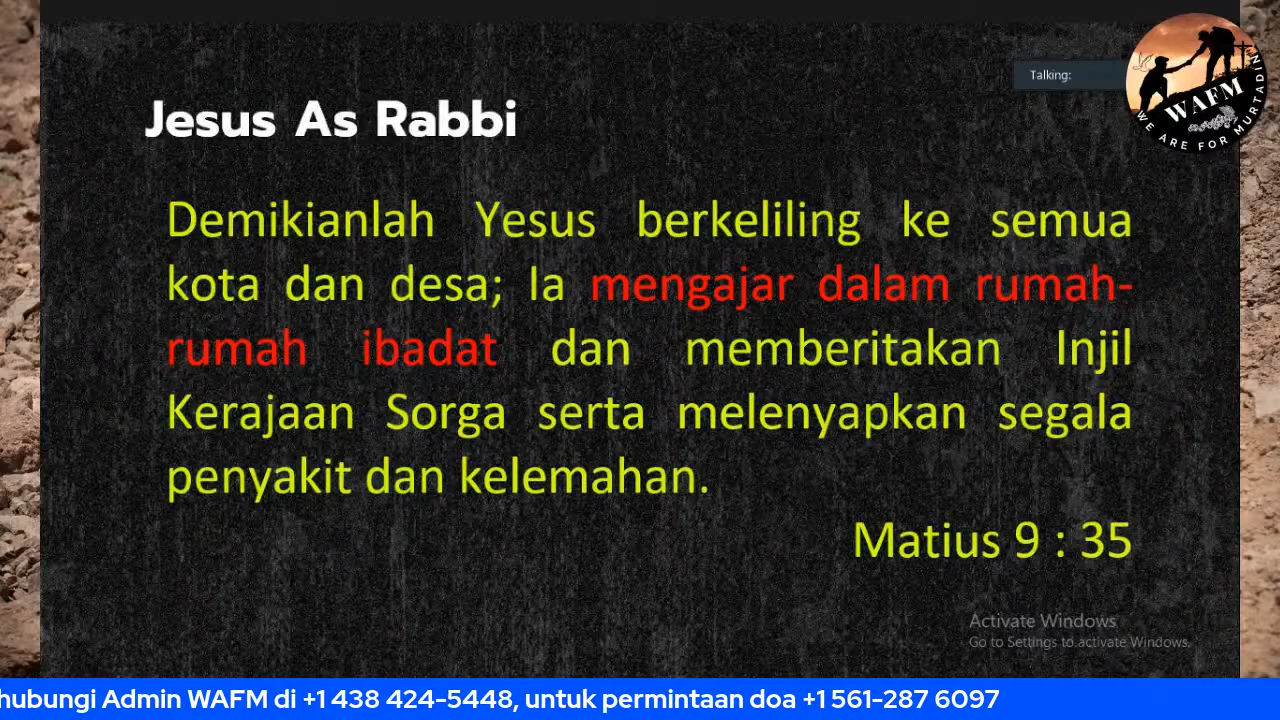 Talking:
WAFM
WE ARE FOR MURTADIN
Jesus As Rabbi
Demikianlah Yesus berkeliling ke semua
kota dan desa; Ia mengajar dalam rumah-
rumah ibadat dan memberitakan Injil
Kerajaan Sorga serta melenyapkan segala
penyakit dan kelemahan.
Matius 9 : 35
Activate Windows
Go to Settings to activate Windows.
hubungi Admin WAFM di +1 438 424-5448, untuk permintaan doa +1 561-287 6097